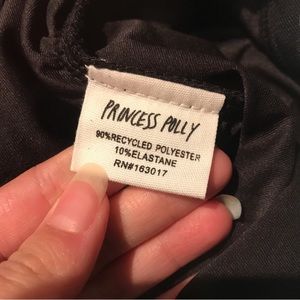 PRINCESS POLLY
90%RECYCLED POLYESTER
10%ELASTANE
RN#163017